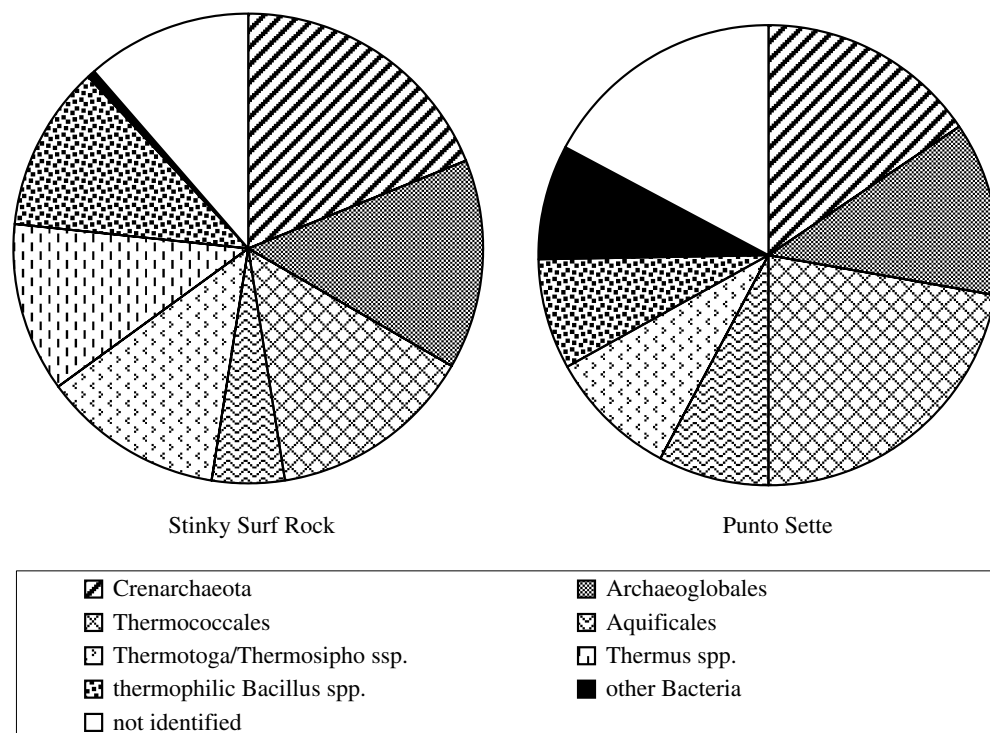 Stinky Surf Rock
Punto Sette
Crenarchaeota
Archaeoglobales
Thermococcales
Aquificales
Thermotoga/Thermosipho ssp.
Thermus spp.
thermophilic Bacillus spp.
other Bacteria
not identified